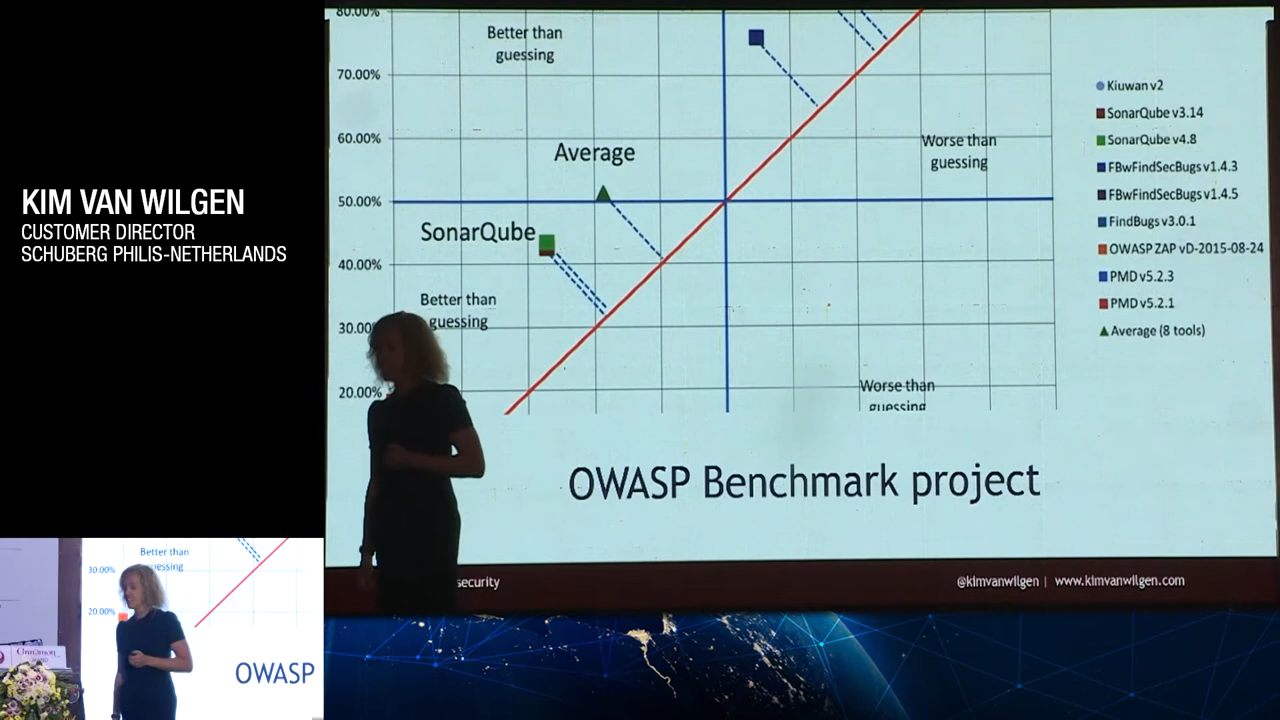 KIM VAN WILGEN
CUSTOMER DIRECTOR
SCHUBERG PHILIS-NETHERLANDS
80.00%
70.00%
60.00%
50.00%
40.00%
30.00%
20.00%
Better than
guessing
Average
Worse than
guessing
SonarQube
Better than
guessing
Worse than
guessing
Kiuwan v2
SonarQube v3.14
SonarQube v4.8
FBwFindSecBugs v1.4.3
FBwFindSecBugs v1.4.5
FindBugs v3.0.1
OWASP ZAP vD-2015-08-24
PMD v5.2.3
PMD v5.2.1
Average (8 tools)
OWASP Benchmark project
security
@kimvanwilgen | www.kimvanwilgen.com
Better than
guessing
30.00%
20.00%
OWASP
Cinnamon